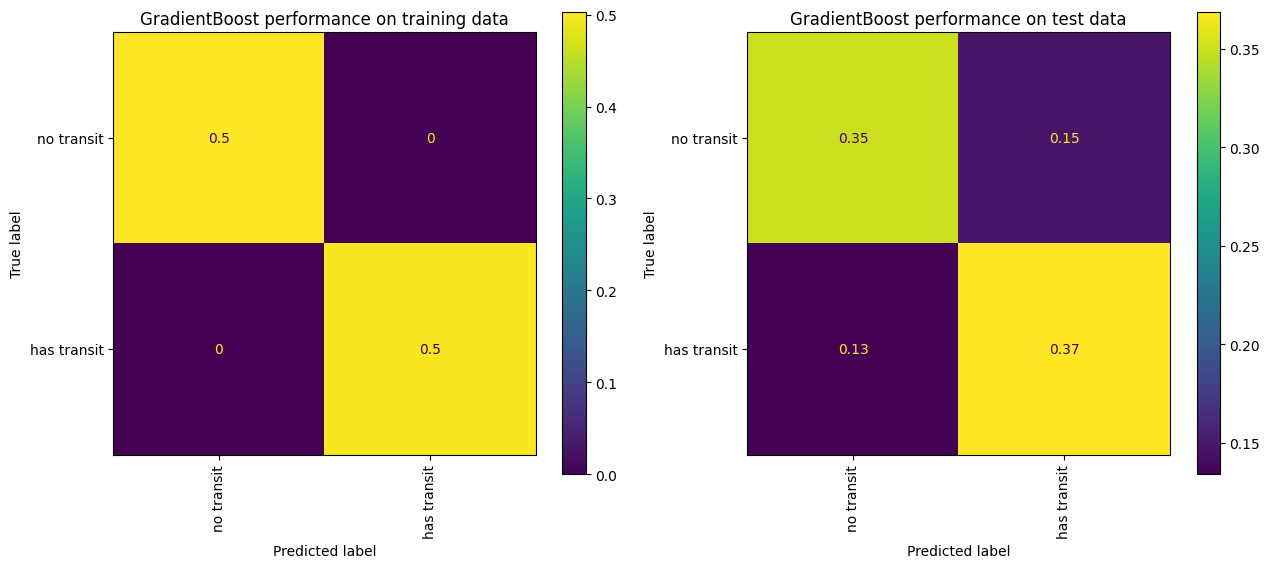 GradientBoost performance on training data
True label
no transit
has transit
0.5
0
0
0.5
no transit
has transit
Predicted label
0.5
0.4
0.3
0.2
0.1
0.0
GradientBoost performance on test data
True label
no transit
has transit
0.35
0.15
0.13
0.37
no transit
has transit
Predicted label
0.35
0.30
0.25
0.20
0.15